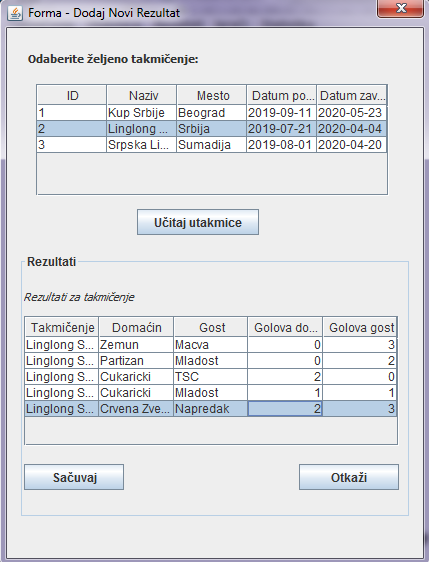 Forma - Dodaj Novi Rezultat
Odaberite željeno takmičenje:
ID Naziv Mesto Datum po... Datum zav...
1 Kup Srbije Beograd 2019-09-11 2020-05-23
2 Linglong ... Srbija 2019-07-21 2020-04-04
3 Srpska Li... Sumadija 2019-08-01 2020-04-20
Učitaj utakmice
Rezultati
Rezultati za takmičenje
Takmičenje Domaćin Gost Golova do... Golova gost
Linglong S... Zemun Macva 0 3
Linglong S... Partizan Mladost 0 2
Linglong S... Cukaricki TSC 2 0
Linglong S... Cukaricki Mladost 1 1
Linglong S... Crvena Zve... Napredak 2 3
Sačuvaj Otkaži